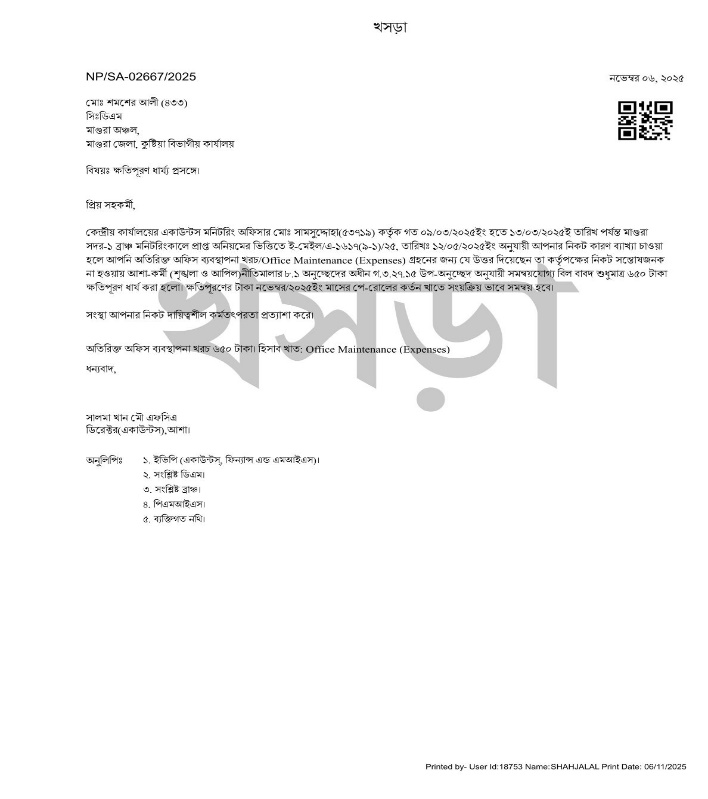 খসড়া
NP/SA-02667/2025
নভেম্বর ০৬, ২০২৫
মোঃ শমশের আলী (৪৩৩)
সিঃডিএম
মাগুরা অঞ্চল,
মাগুরা জেলা, কুষ্টিয়া বিভাগীয় কার্যালয়
বিষয়ঃ ক্ষতিপূরণ ধার্য্য প্রসঙ্গে।
প্রিয় সহকর্মী,
কেন্দ্রীয় কার্যালয়ের একাউন্টস মনিটরিং অফিসার মোঃ সামসুদ্দোহা(৫৩৭১৯) কর্তৃক গত ০৯/০৩/২০২৫ইং হতে ১৩/০৩/২০২৫ই তারিখ পর্যন্ত মাগুরা
সদর-১ ব্রাঞ্চ মনিটরিংকালে প্রাপ্ত অনিয়মের ভিত্তিতে ই-মেইল/এ-১৬১৭(৯-১)/২৫, তারিখঃ ১২/০৫/২০২৫ইং অনুযায়ী আপনার নিকট কারণ ব্যাখ্যা চাওয়া
হলে আপনি অতিরিক্ত অফিস ব্যবস্থাপনা খরচ/Office Maintenance (Expenses) গ্রহনের জন্য যে উত্তর দিয়েছেন তা কর্তৃপক্ষের নিকট সন্তোষজনক
না হওয়ায় আশা-কর্মী (শৃঙ্খলা ও আপিল)নীতিমালার ৮.১ অনুচ্ছেদের অধীন গ.৩.২৭.১৫ উপ-অনুচ্ছেদ অনুযায়ী সমন্বয়যোগ্য বিল বাবদ শুধুমাত্র ৬৫০ টাকা
ক্ষতিপূরণ ধার্য করা হলো। ক্ষতিপূরণের টাকা নভেম্বর/২০২৫ইং মাসের পে-রোলের কর্তন খাতে সংয়ক্রিয় ভাবে সমন্বয় হবে।
সংস্থা আপনার নিকট দায়িত্বশীল কর্মতৎপরতা প্রত্যাশা করে।
খসড়া
অতিরিক্ত অফিস ব্যবস্থাপনা খরচ ৬৫০ টাকা। হিসাব খাত: Office Maintenance (Expenses)
ধন্যবাদ,
সালমা খান মৌ এফসিএ
ডিরেক্টর(একাউন্টস),আশা।
অনুলিপিঃ ১. ইভিপি (একাউন্টস, ফিন্যান্স এন্ড এমআইএস)।
২. সংশ্লিষ্ট ডিএম।
৩. সংশ্লিষ্ট ব্রাঞ্চ।
৪. পিএমআইএস।
৫. ব্যক্তিগত নথি।
Printed by- User Id:18753 Name:SHAHJALAL Print Date: 06/11/2025